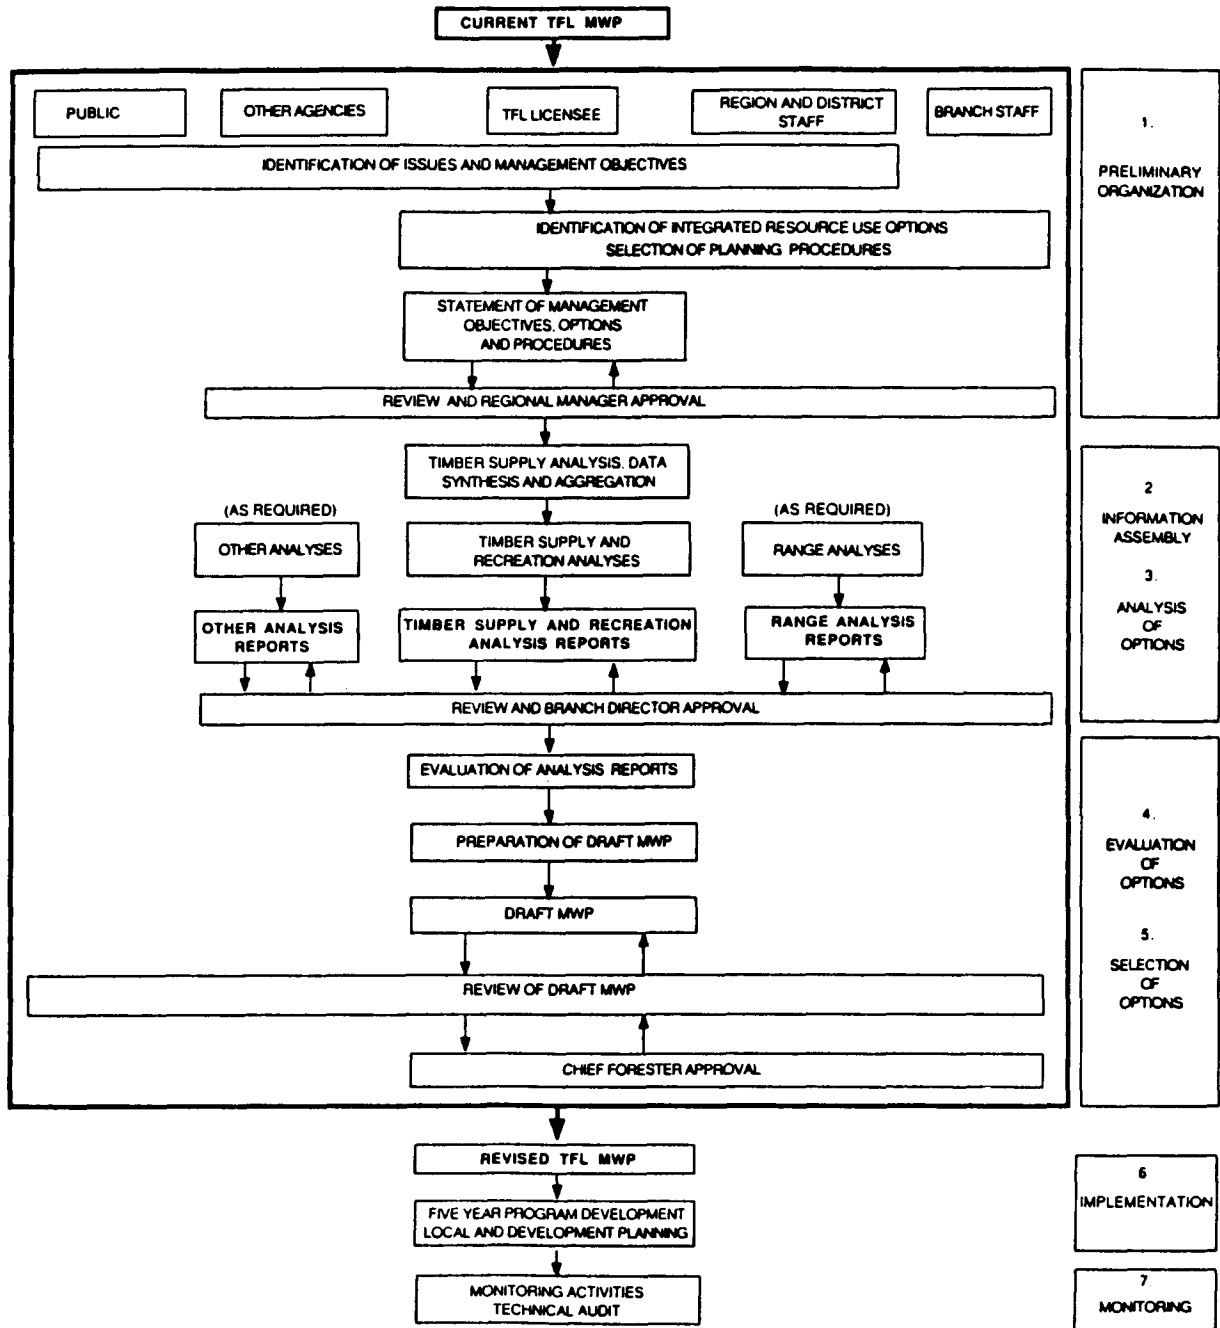 CURRENT TFL MWP
PUBLIC
OTHER AGENCIES
TFL LICENSEE
REGION AND DISTRICT
STAFF
BRANCH STAFF
IDENTIFICATION OF ISSUES AND MANAGEMENT OBJECTIVES
IDENTIFICATION OF INTEGRATED RESOURCE USE OPTIONS
SELECTION OF PLANNING PROCEDURES
STATEMENT OF MANAGEMENT
OBJECTIVES, OPTIONS
AND PROCEDURES
REVIEW AND REGIONAL MANAGER APPROVAL
1.
PRELIMINARY
ORGANIZATION
TIMBER SUPPLY ANALYSIS, DATA
SYNTHESIS AND AGGREGATION
(AS REQUIRED)
OTHER ANALYSES
TIMBER SUPPLY AND
RECREATION ANALYSES
(AS REQUIRED)
RANGE ANALYSES
OTHER ANALYSIS
REPORTS
TIMBER SUPPLY AND RECREATION
ANALYSIS REPORTS
RANGE ANALYSIS
REPORTS
REVIEW AND BRANCH DIRECTOR APPROVAL
2
INFORMATION
ASSEMBLY
3.
ANALYSIS
OF
OPTIONS
EVALUATION OF ANALYSIS REPORTS
PREPARATION OF DRAFT MWP
DRAFT MWP
REVIEW OF DRAFT MWP
CHIEF FORESTER APPROVAL
4.
EVALUATION
OF
OPTIONS
5.
SELECTION
OF
OPTIONS
REVISED TFL MWP
FIVE YEAR PROGRAM DEVELOPMENT
LOCAL AND DEVELOPMENT PLANNING
6
IMPLEMENTATION
MONITORING ACTIVITIES
TECHNICAL AUDIT
7
MONITORING